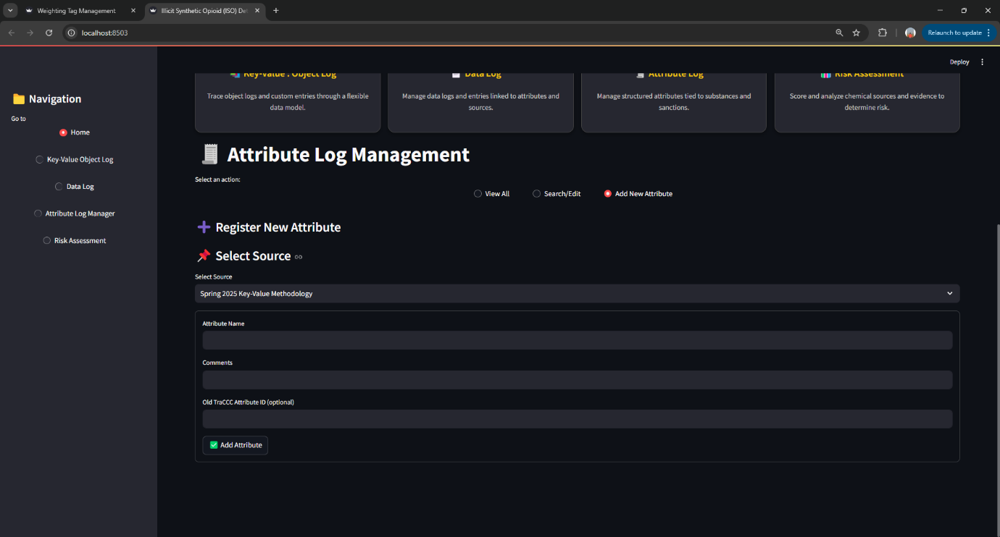 Weighting Tag Management
Illicit Synthetic Opioid (ISO) De
localhost:8503
Relaunch to update
Deploy
Navigation
Go to
Home
Key-Value Object Log
Data Log
Attribute Log Manager
Risk Assessment
Key-Value : Object Log
Trace object logs and custom entries through a flexible
data model.
Data Log
Manage data logs and entries linked to attributes and
sources.
Attribute Log
Manage structured attributes tied to substances and
sanctions.
Risk Assessment
Score and analyze chemical sources and evidence to
determine risk.
Attribute Log Management
Select an action:
View All
Search/Edit
Add New Attribute
Register New Attribute
Select Source
Select Source
Spring 2025 Key-Value Methodology
Attribute Name
Comments
Old TraCCC Attribute ID (optional)
Add Attribute